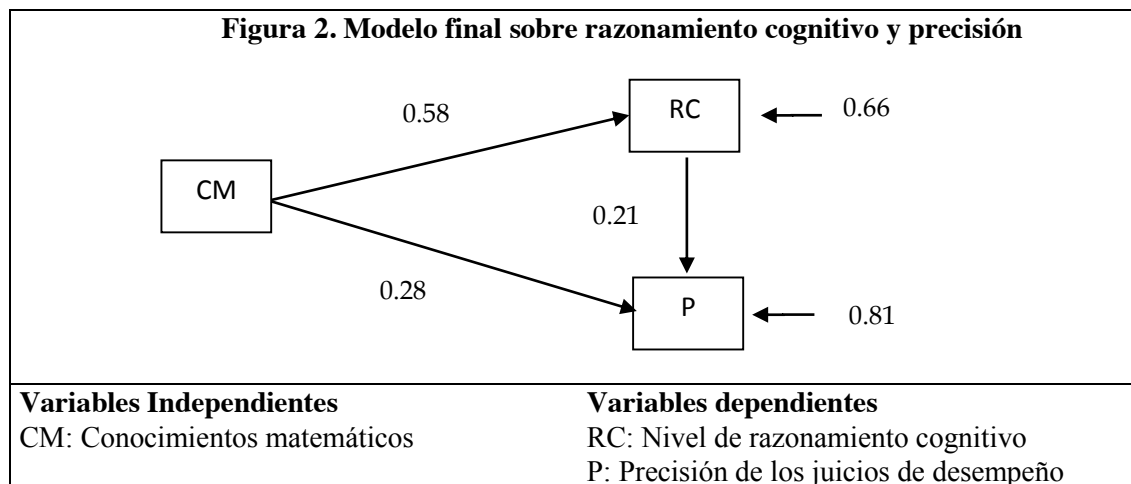 Figura 2. Modelo final sobre razonamiento cognitivo y precisión
0.58
RC
0.66
CM
0.21
0.28
P
0.81
Variables Independientes
CM: Conocimientos matemáticos
Variables dependientes
RC: Nivel de razonamiento cognitivo
P: Precisión de los juicios de desempeño